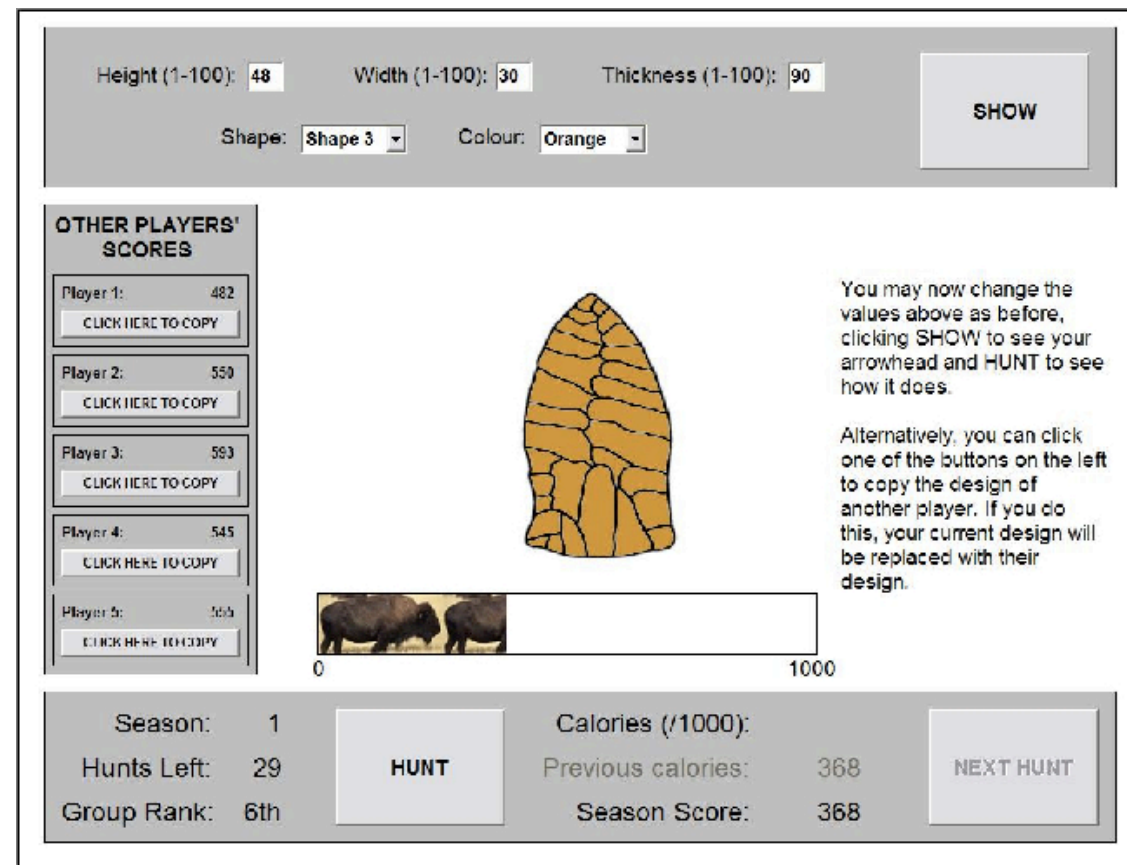 Height (1-100): 48 Width (1-100): 30 Thickness (1-100): 90
SHOW
Shape: Shape 3 Colour: Orange
OTHER PLAYERS'
SCORES
Player 1: 482
CLICK HERE TO COPY
Player 2: 550
CLICK HERE TO COPY
Player 3: 593
CLICK HERE TO COPY
Player 4: 545
CLICK HERE TO COPY
Player 5: 555
CLICK HERE TO COPY
You may now change the
values above as before,
clicking SHOW to see your
arrowhead and HUNT to see
how it does.
Alternatively, you can click
one of the buttons on the left
to copy the design of
another player. If you do
this, your current design will
be replaced with their
design.
0 1000
Season: 1
Hunts Left: 29
Group Rank: 6th
HUNT
Calories (/1000):
Previous calories: 368
Season Score: 368
NEXT HUNT